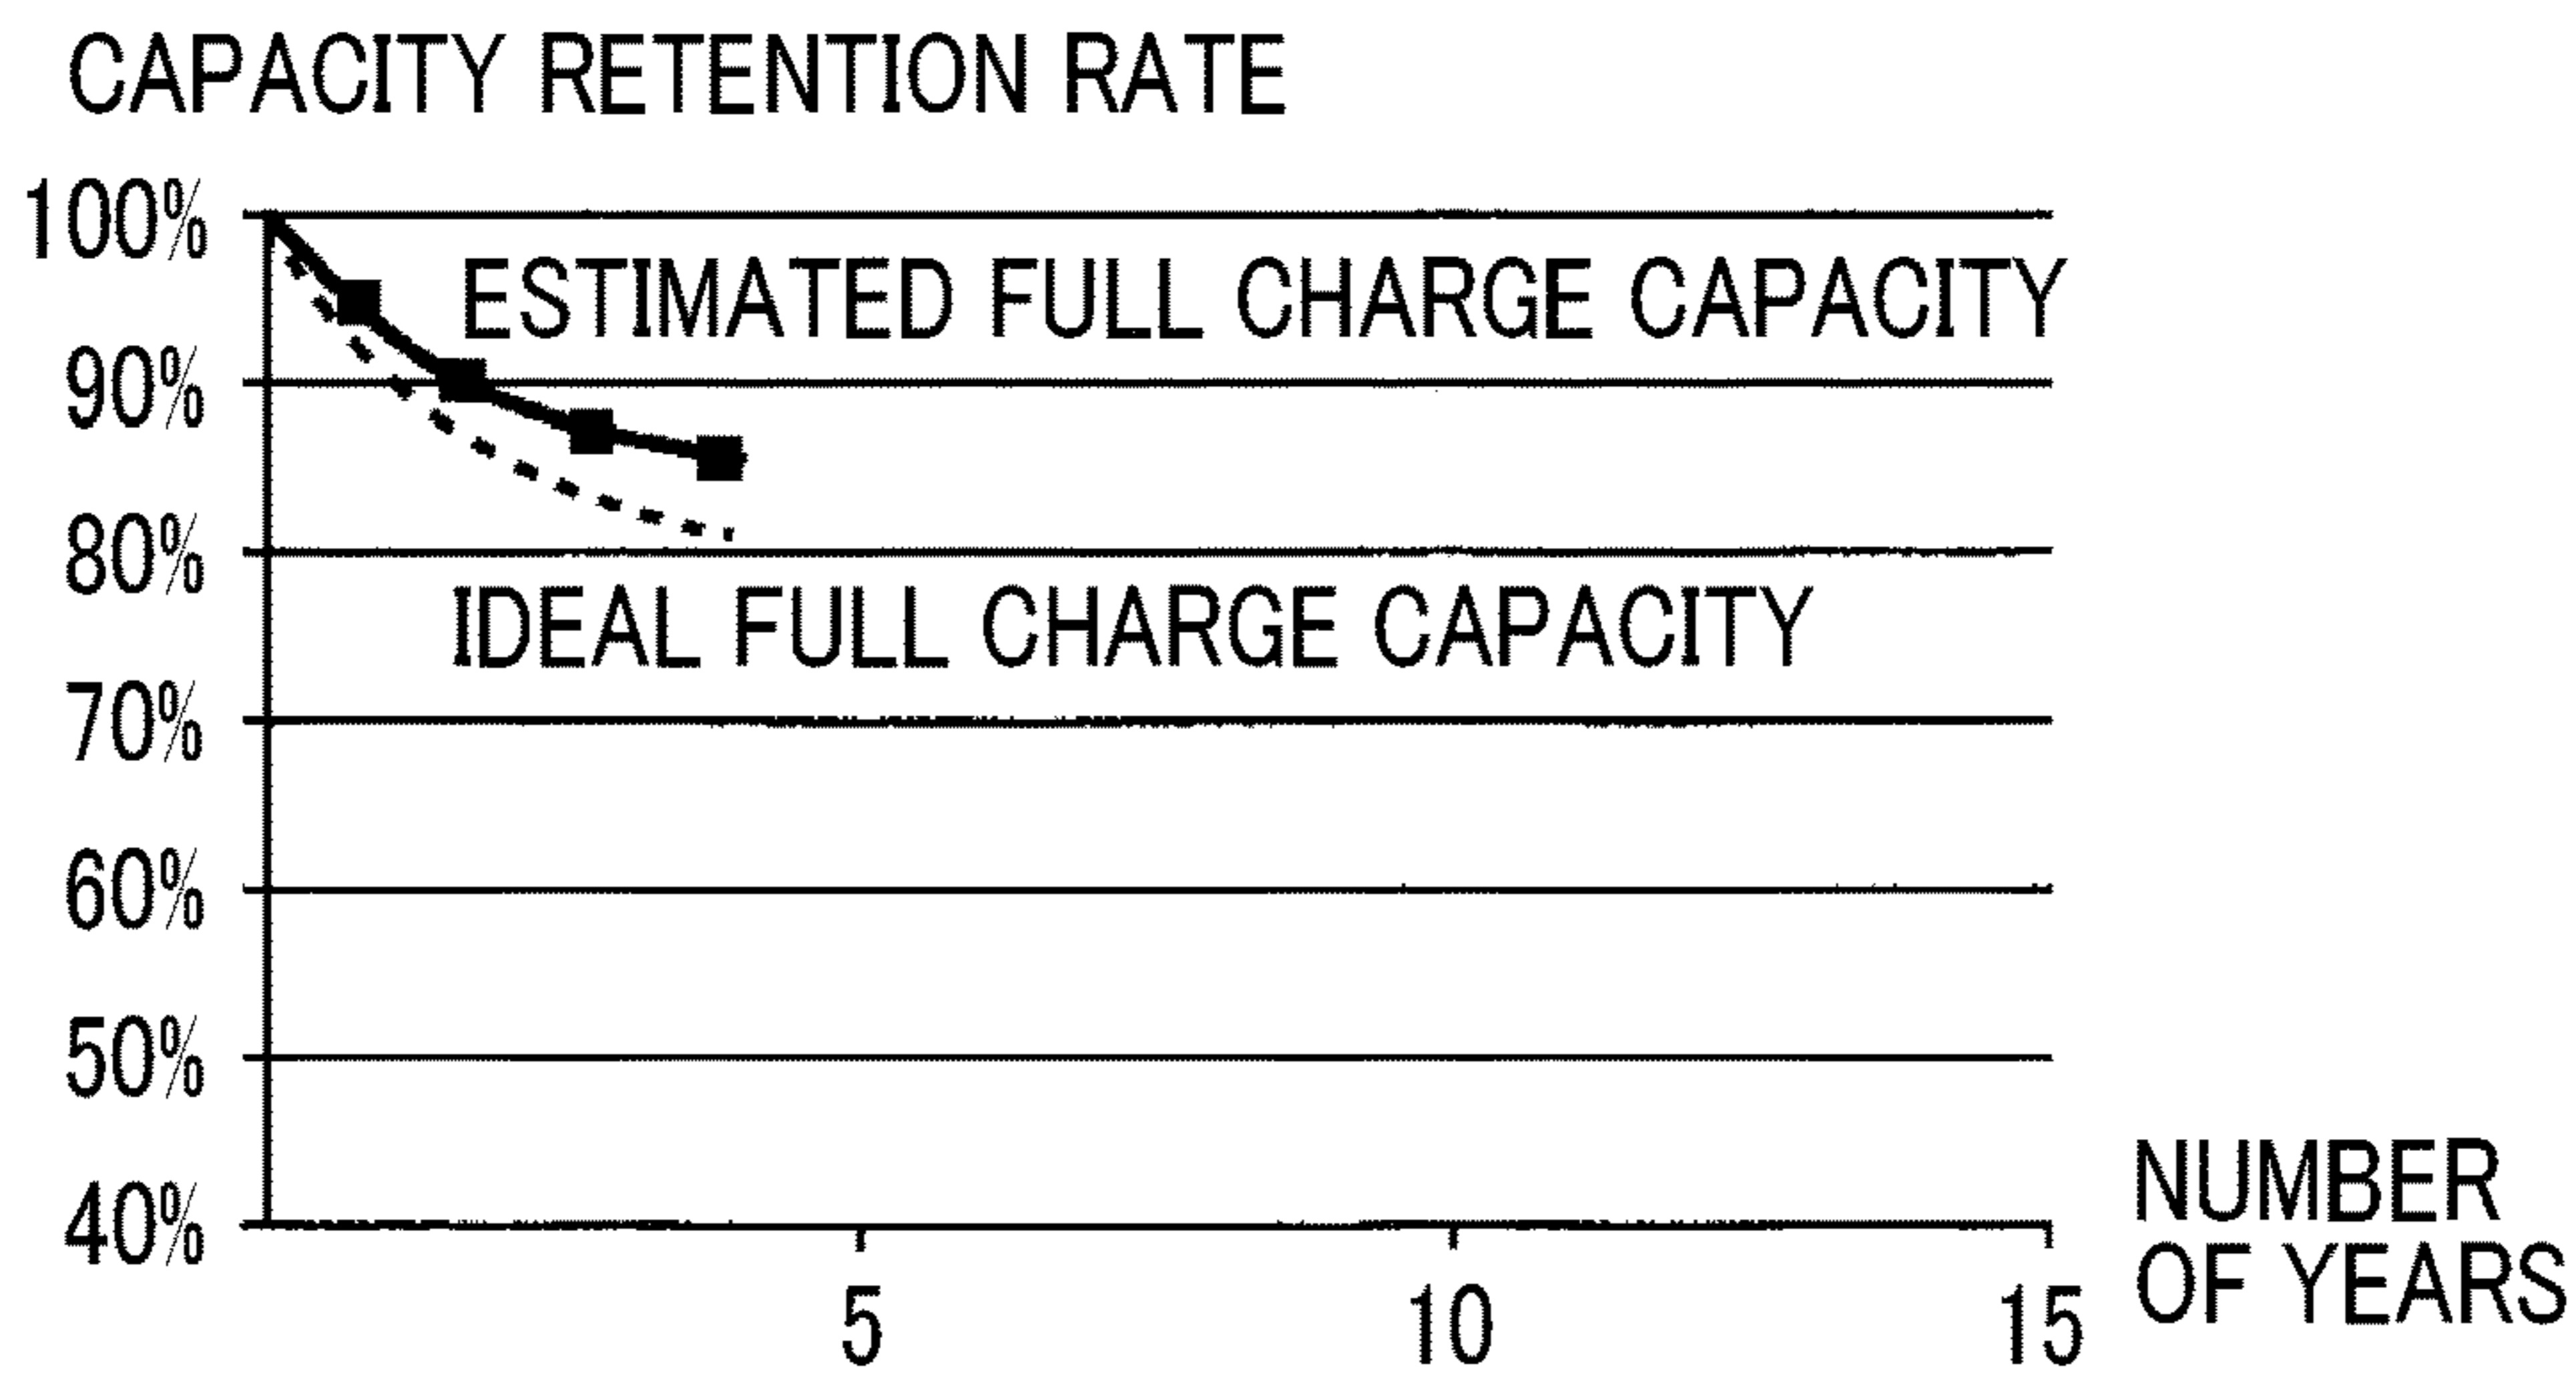 CAPACITY RETENTION RATE
100%
ESTIMATED FULL CHARGE CAPACITY
90%
80%
IDEAL FULL CHARGE CAPACITY
70%
60%
50%
40%
NUMBER
OF YEARS
5 10 15